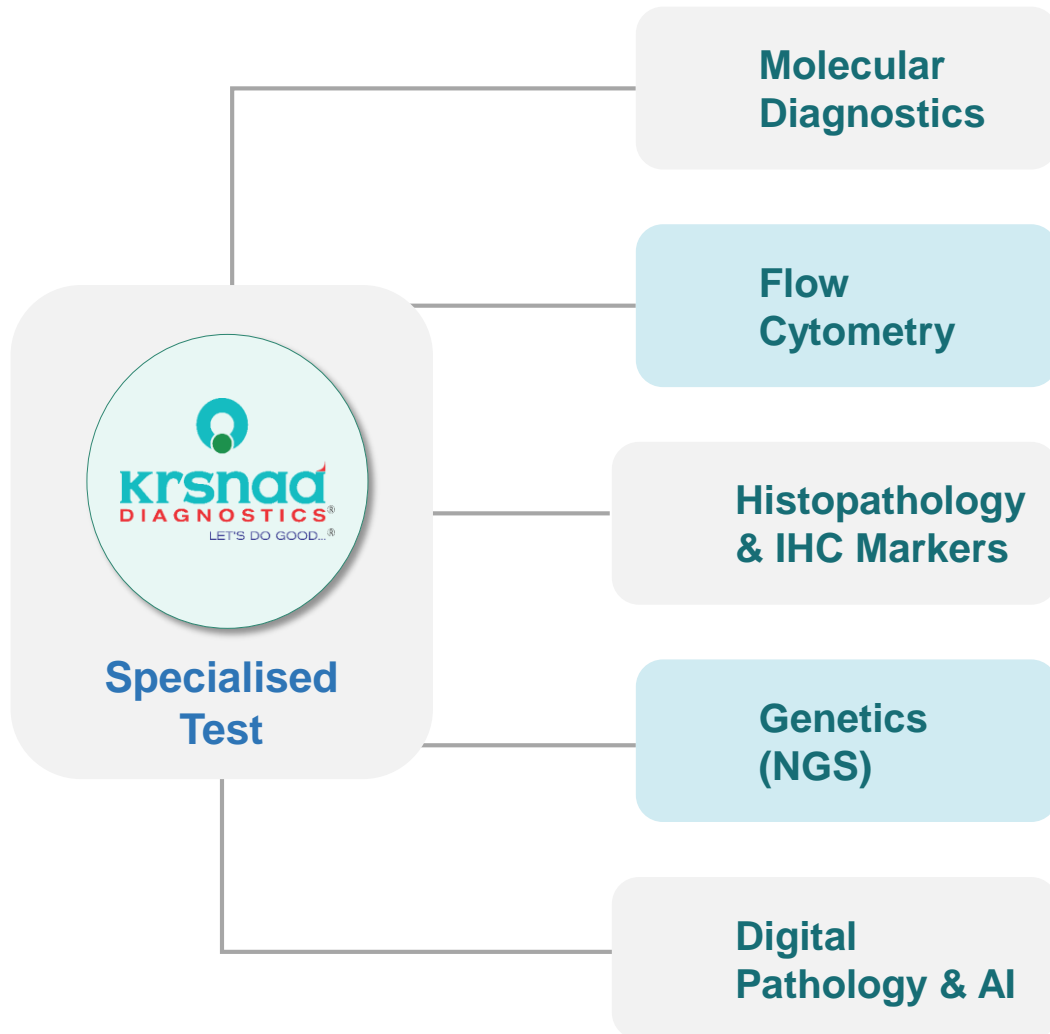 Molecular
Diagnostics
Flow
Cytometry
krsnaa
DIAGNOSTICS®
LET'S DO GOOD...®
Specialised
Test
Histopathology
& IHC Markers
Genetics
(NGS)
Digital
Pathology & AI